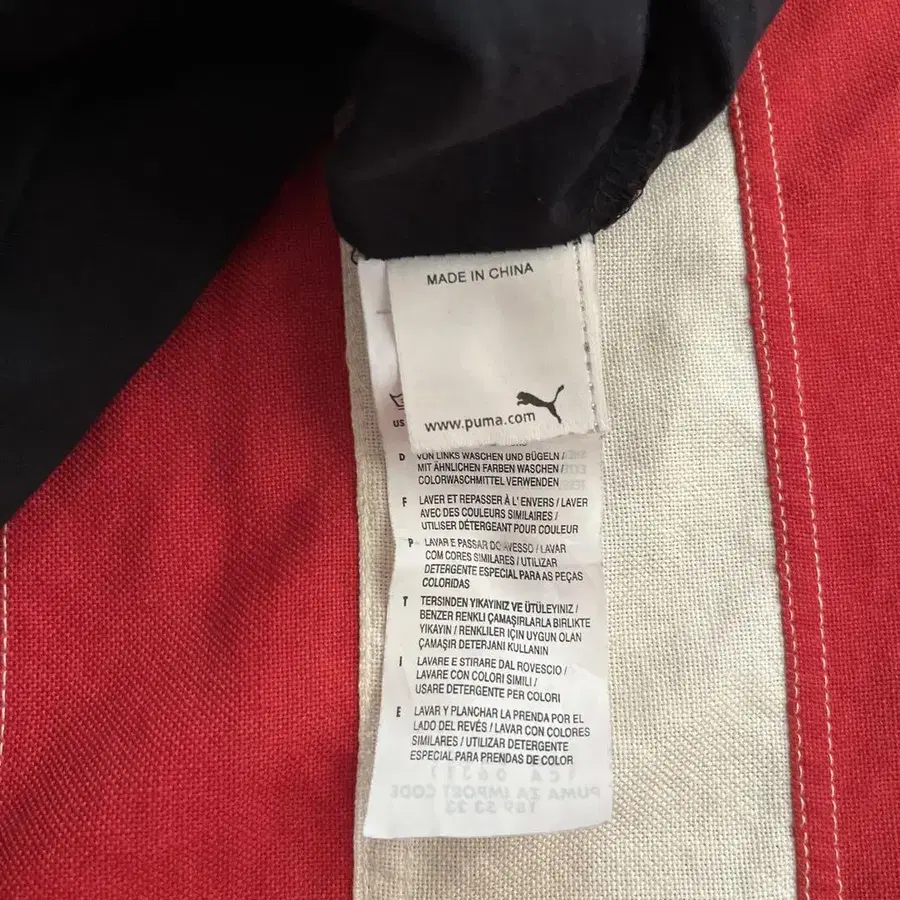 MADE IN CHINA
www.puma.com
US
D VON LINKS WASCHEN UND BÜGELN /
MIT ÄHNLICHEN FARBEN WASCHEN /
COLORWASCHMITTEL VERWENDEN
F LAVER ET REPASSER À L' ENVERS / LAVER
AVEC DES COULEURS SIMILAIRES /
UTILISER DÉTERGEANT POUR COULEUR
P LAVAR E PASSAR DO AVESSO / LAVAR
COM CORES SIMILARES / UTILIZAR
DETERGENTE ESPECIAL PARA AS PEÇAS
COLORIDAS
T TERSINDEN YIKAYINIZ VE ÜTÜLEYINIZ /
BENZER RENKLI ÇAMAŞIRLARLA BIRLIKTE
YIKAYIN / RENKLILER IÇIN UYGUN OLAN
ÇAMAŞIR DETERJANI KULLANIN
I LAVARE E STIRARE DAL ROVESCIO /
LAVARE CON COLORI SIMILI /
USARE DETERGENTE PER COLORI
E LAVAR Y PLANCHAR LA PRENDA POR EL
LADO DEL REVÉS / LAVAR CON COLORES
SIMILARES / UTILIZAR DETERGENTE
ESPECIAL PARA PRENDAS DE COLOR
PUMA ZA IMPORT CODE